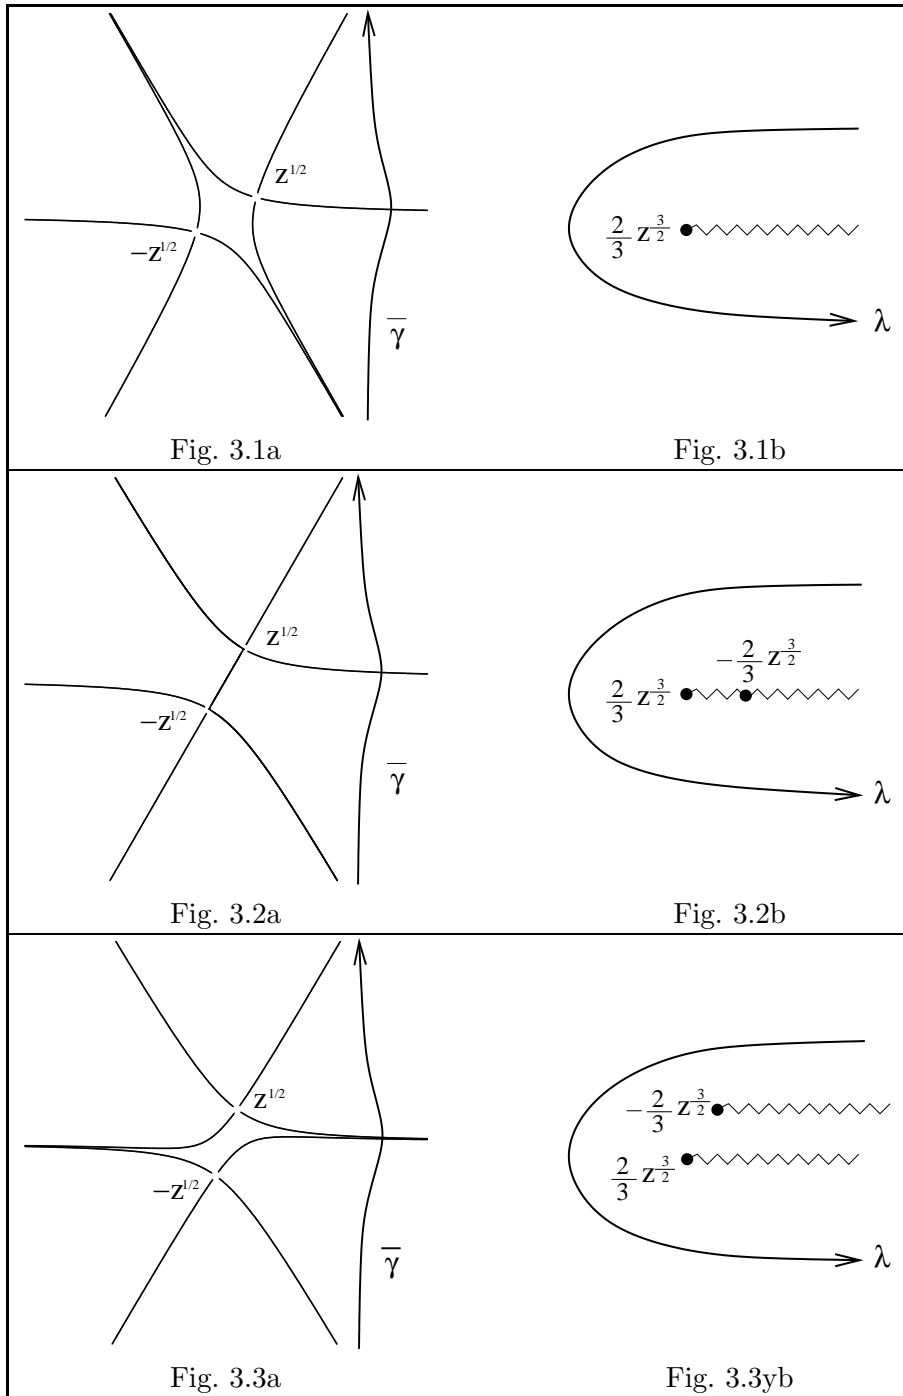 z^{1/2}
−z^{1/2}
γ̅
Fig. 3.1a
2/3 z^{3/2}
λ
Fig. 3.1b
z^{1/2}
−z^{1/2}
γ̅
Fig. 3.2a
−2/3 z^{3/2}
2/3 z^{3/2}
λ
Fig. 3.2b
z^{1/2}
−z^{1/2}
γ̅
Fig. 3.3a
−2/3 z^{3/2}
2/3 z^{3/2}
λ
Fig. 3.3yb